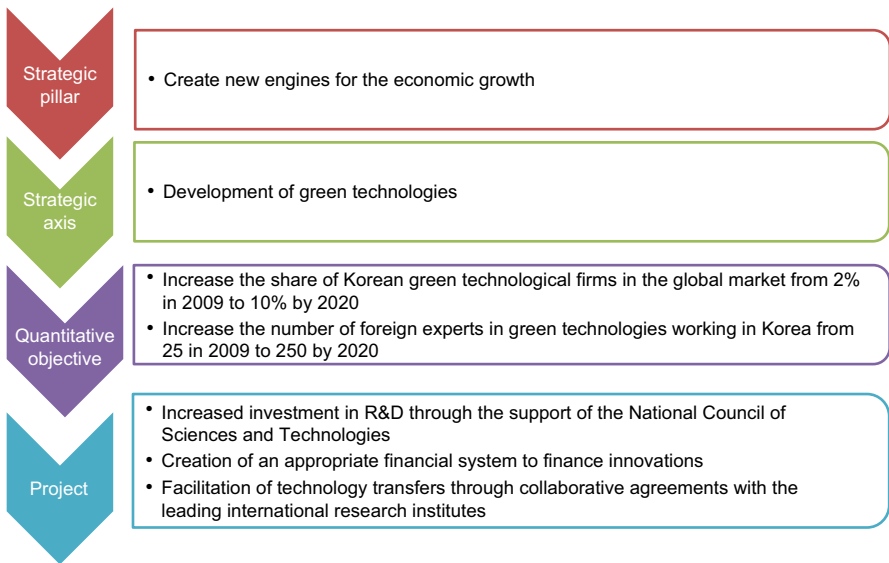 Strategic
pillar
• Create new engines for the economic growth
Strategic
axis
• Development of green technologies
Quantitative
objective
• Increase the share of Korean green technological firms in the global market from 2%
in 2009 to 10% by 2020
• Increase the number of foreign experts in green technologies working in Korea from
25 in 2009 to 250 by 2020
Project
• Increased investment in R&D through the support of the National Council of
Sciences and Technologies
• Creation of an appropriate financial system to finance innovations
• Facilitation of technology transfers through collaborative agreements with the
leading international research institutes